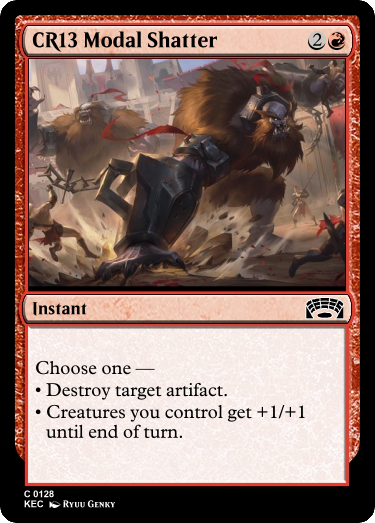 CR13 Modal Shatter 2
Instant
Choose one —
• Destroy target artifact.
• Creatures you control get +1/+1
until end of turn.
C 0128
KEC Ryuu Genky